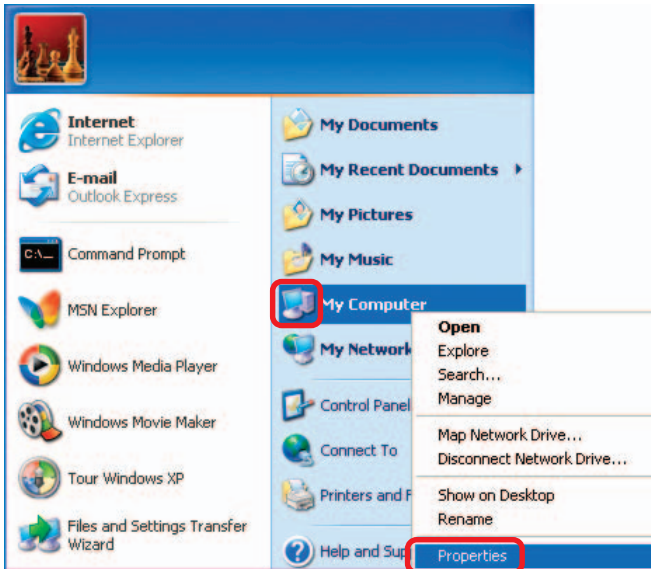 Internet
Internet Explorer
E-mail
Outlook Express
C:\_
Command Prompt
MSN Explorer
Windows Media Player
Windows Movie Maker
Tour Windows XP
Files and Settings Transfer
Wizard
My Documents
My Recent Documents
My Pictures
My Music
My Computer
My Network
Control Panel
Connect To
Printers and F
Help and Sup
Open
Explore
Search...
Manage
Map Network Drive...
Disconnect Network Drive...
Show on Desktop
Rename
Properties